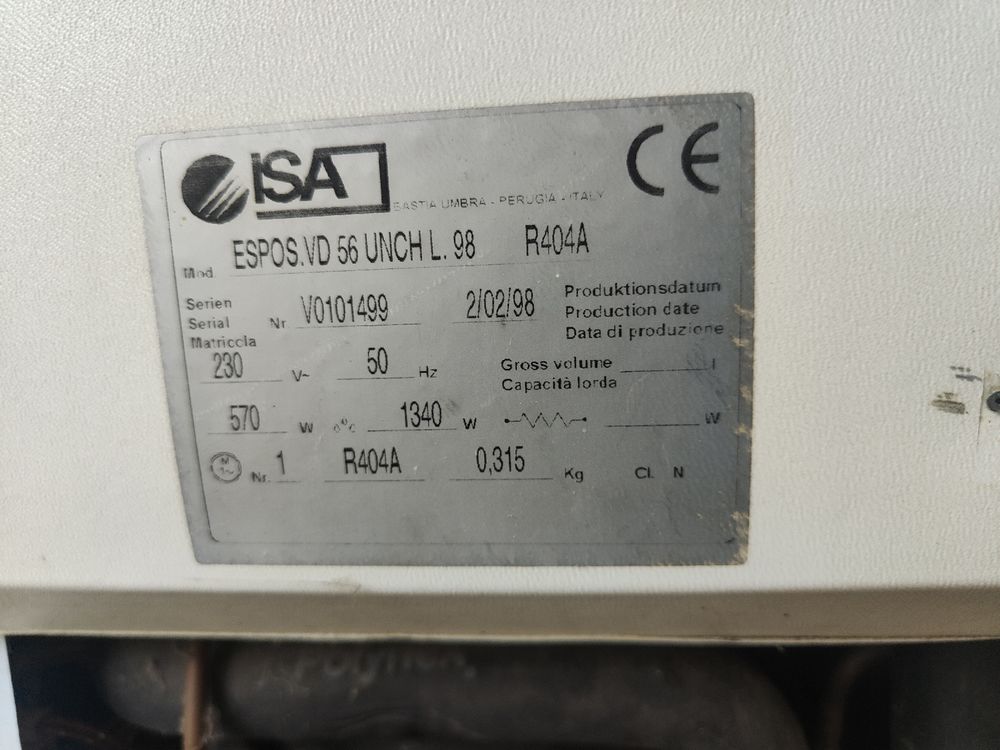 ISA
BASTIA UMBRA - PERUGIA - ITALY
CE
Mod. ESPOS.VD 56 UNCH L. 98 R404A
Serien
Serial
Matricola
Nr. V0101499 2/02/98
Produktionsdatum
Production date
Data di produzione
230 V~ 50 Hz
Gross volume l
Capacità lorda
570 W 1340 W W
M
1~
Nr. 1 R404A 0,315 Kg Cl. N